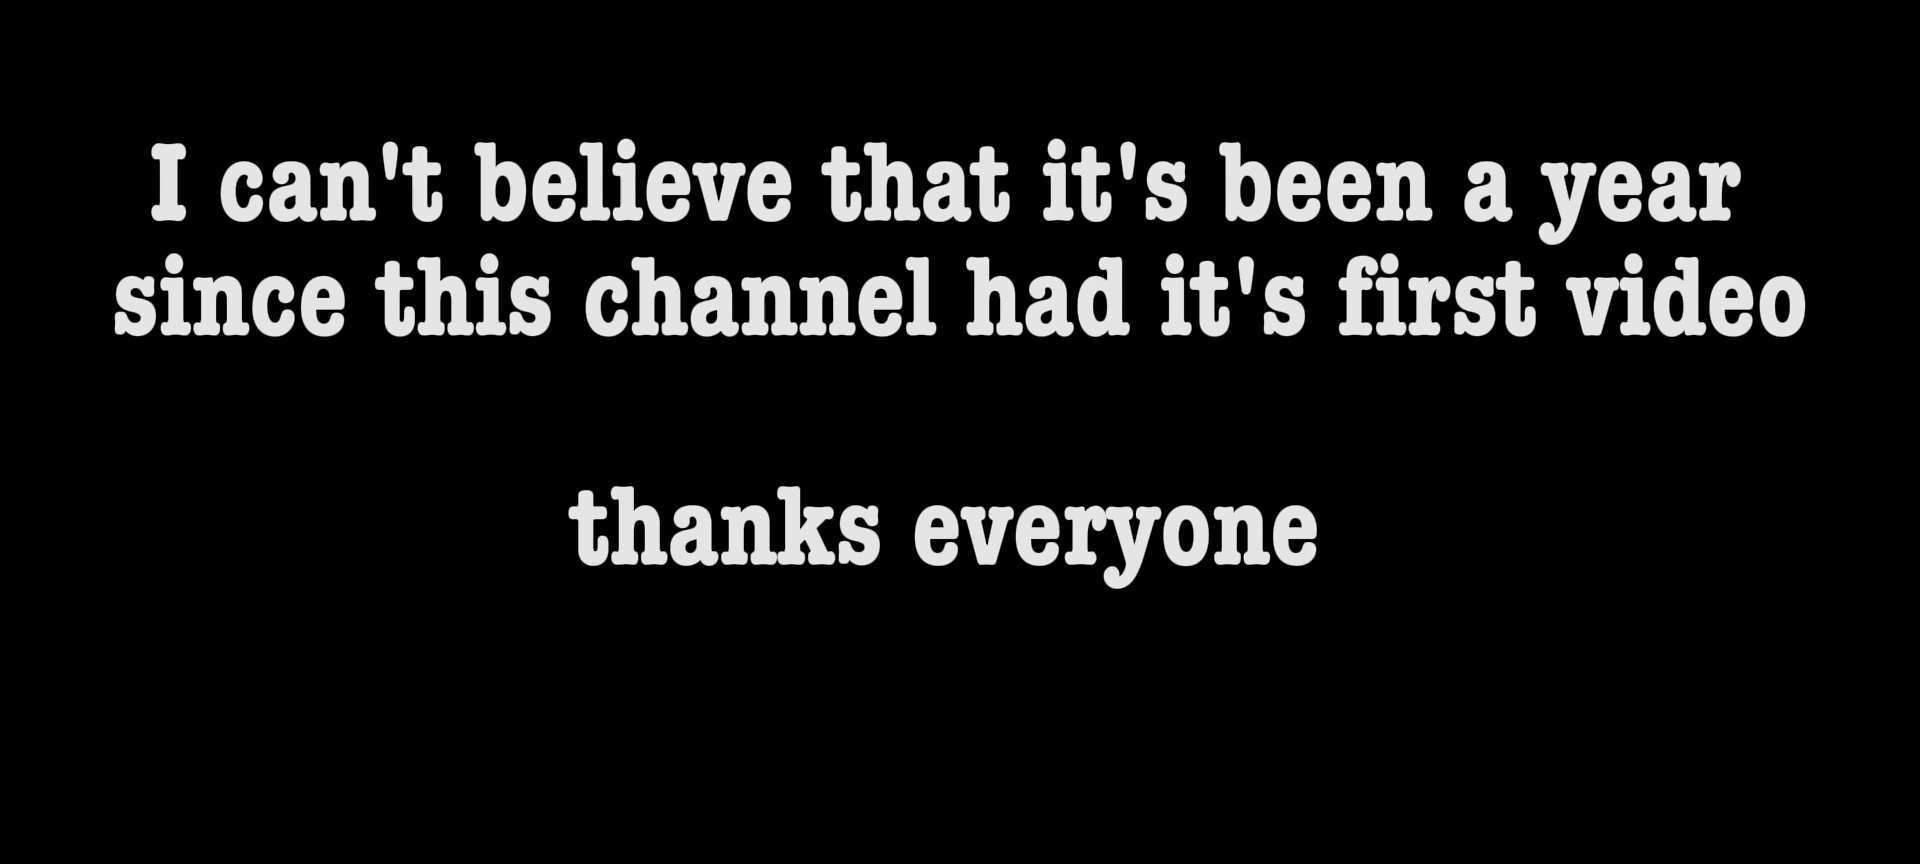 I can't believe that it's been a year
since this channel had it's first video
thanks everyone